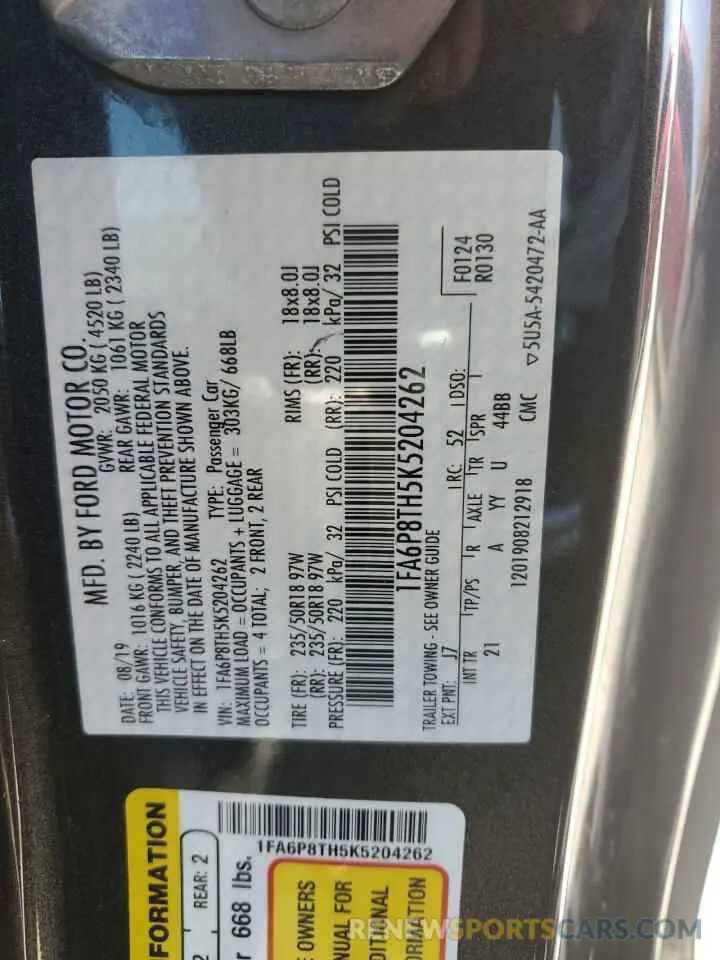 MFD. BY FORD MOTOR CO.
DATE: 08/19 GVWR: 2050 KG ( 4520 LB)
FRONT GAWR: 1016 KG ( 2240 LB) REAR GAWR: 1061 KG ( 2340 LB)
THIS VEHICLE CONFORMS TO ALL APPLICABLE FEDERAL MOTOR
VEHICLE SAFETY, BUMPER, AND THEFT PREVENTION STANDARDS
IN EFFECT ON THE DATE OF MANUFACTURE SHOWN ABOVE.
VIN: 1FA6P8TH5K5204262 TYPE: Passenger Car
MAXIMUM LOAD = OCCUPANTS + LUGGAGE = 303KG/ 668LB
OCCUPANTS = 4 TOTAL; 2 FRONT, 2 REAR
TIRE (FR): 235/50R18 97W RIMS (FR): 18x8.0J
(RR): 235/50R18 97W (RR): 18x8.0J
PRESSURE (FR): 220 kPa/ 32 PSI COLD (RR): 220 kPa/ 32 PSI COLD
1FA6P8TH5K5204262
TRAILER TOWING - SEE OWNER GUIDE
F0124
EXT PNT: J7 RC: 52 DSO: R0130
INT TR TP/PS R AXLE TR SPR
21 A YY U 44BB
1201908212918 CMC ▽5U5A-5420472-AA
NFORMATION
2 REAR: 2
r 668 lbs.
1FA6P8TH5K5204262
OWNERS
NUAL FOR
DITIONAL
ORMATION
RENEWSPORTSCARS.COM